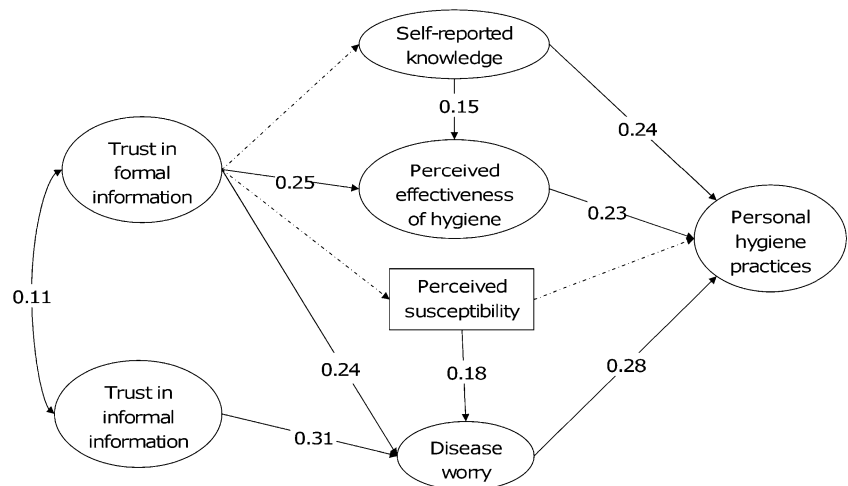 Self-reported
knowledge
0.15
0.24
Trust in
formal
information
0.25
Perceived
effectiveness
of hygiene
0.23
Personal
hygiene
practices
Perceived
susceptibility
0.11
0.24
0.18
0.28
Trust in
informal
information
0.31
Disease
worry